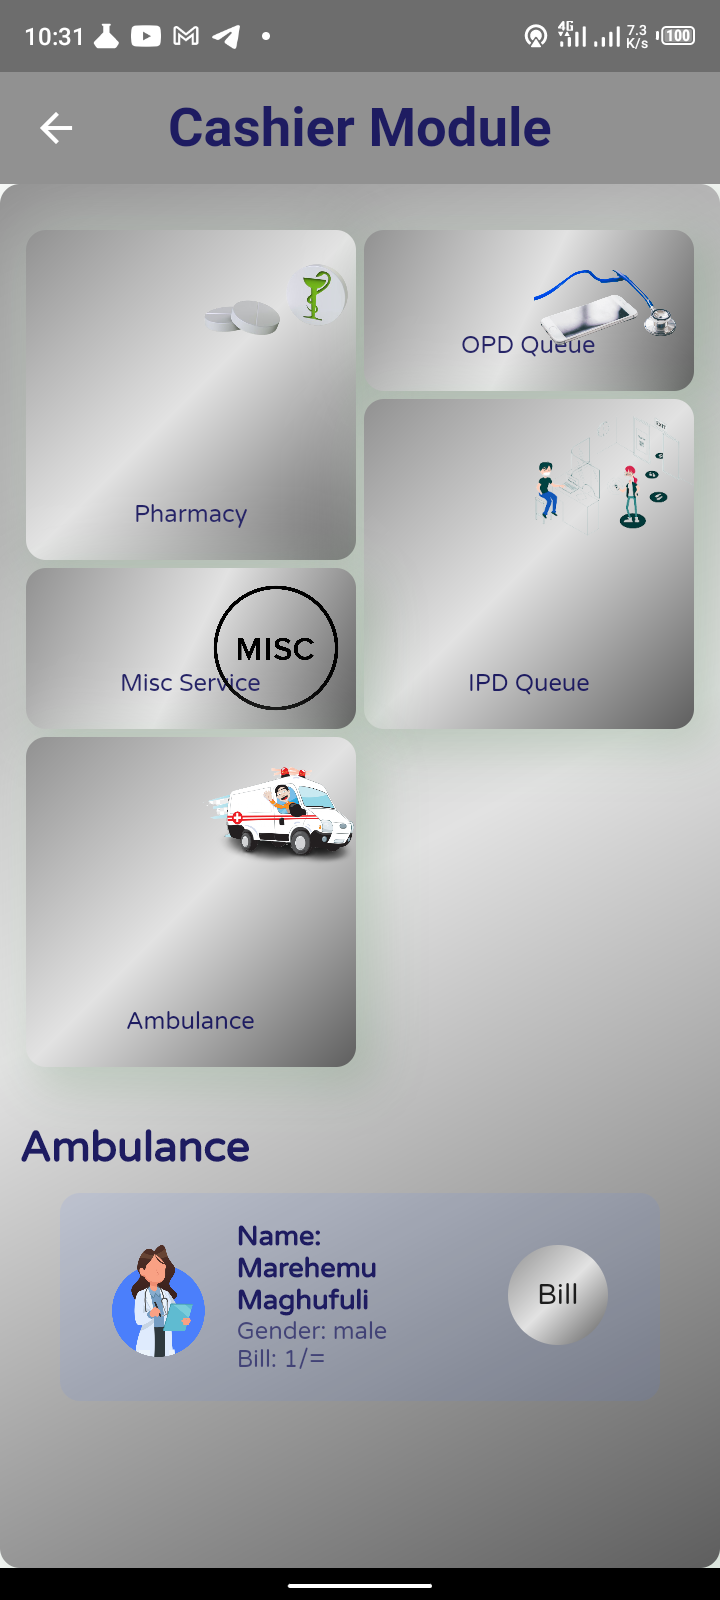 10:31
4G
7.3
K/s
100
Cashier Module
Pharmacy
OPD Queue
MISC
Misc Service
IPD Queue
Ambulance
Ambulance
Name:
Marehemu
Maghufuli
Gender: male
Bill: 1/=
Bill